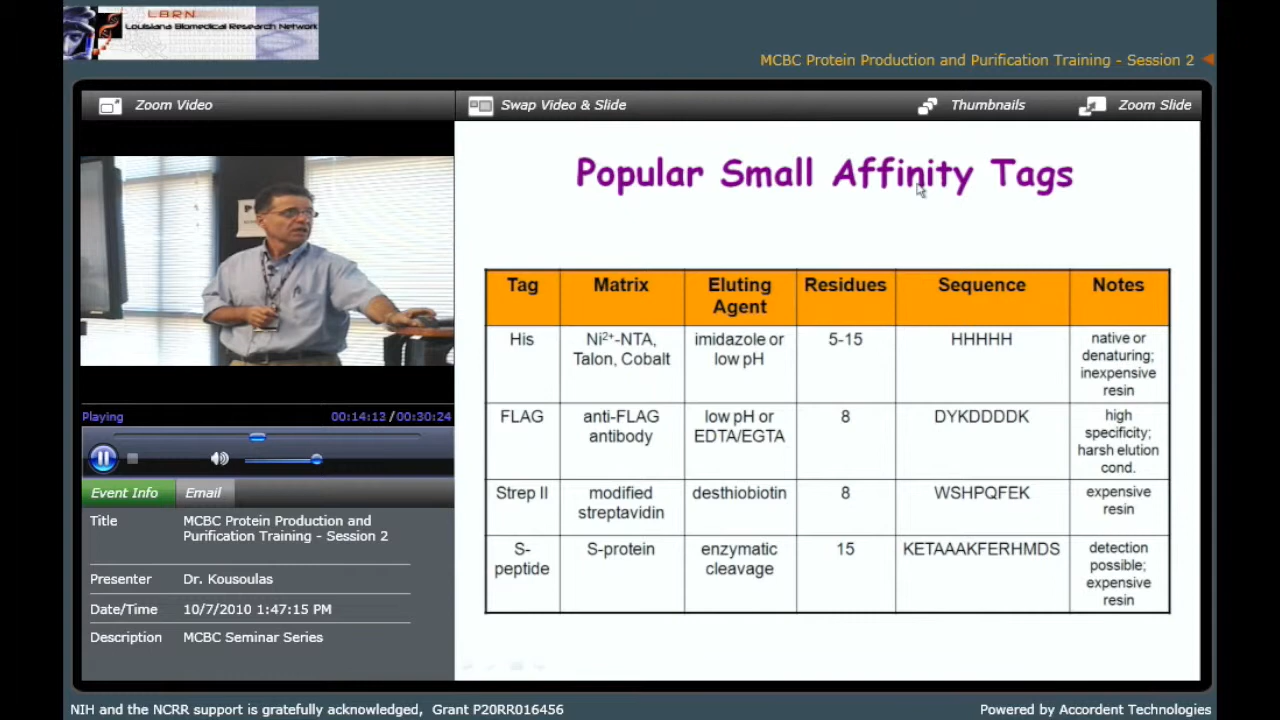 LBRN
Louisiana Biomedical Research Network
MCBC Protein Production and Purification Training - Session 2
Zoom Video
Swap Video & Slide
Thumbnails
Zoom Slide
Popular Small Affinity Tags
Tag Matrix Eluting Agent Residues Sequence Notes
His Ni2+-NTA, Talon, Cobalt imidazole or low pH 5-15 HHHHH native or denaturing; inexpensive resin
FLAG anti-FLAG antibody low pH or EDTA/EGTA 8 DYKDDDDK high specificity; harsh elution cond.
Strep II modified streptavidin desthiobiotin 8 WSHPQFEK expensive resin
S-peptide S-protein enzymatic cleavage 15 KETAAAKFERHMDS detection possible; expensive resin
Playing
00:14:13 / 00:30:24
Event Info
Email
Title MCBC Protein Production and
Purification Training - Session 2
Presenter Dr. Kousoulas
Date/Time 10/7/2010 1:47:15 PM
Description MCBC Seminar Series
NIH and the NCRR support is gratefully acknowledged, Grant P20RR016456
Powered by Accordent Technologies